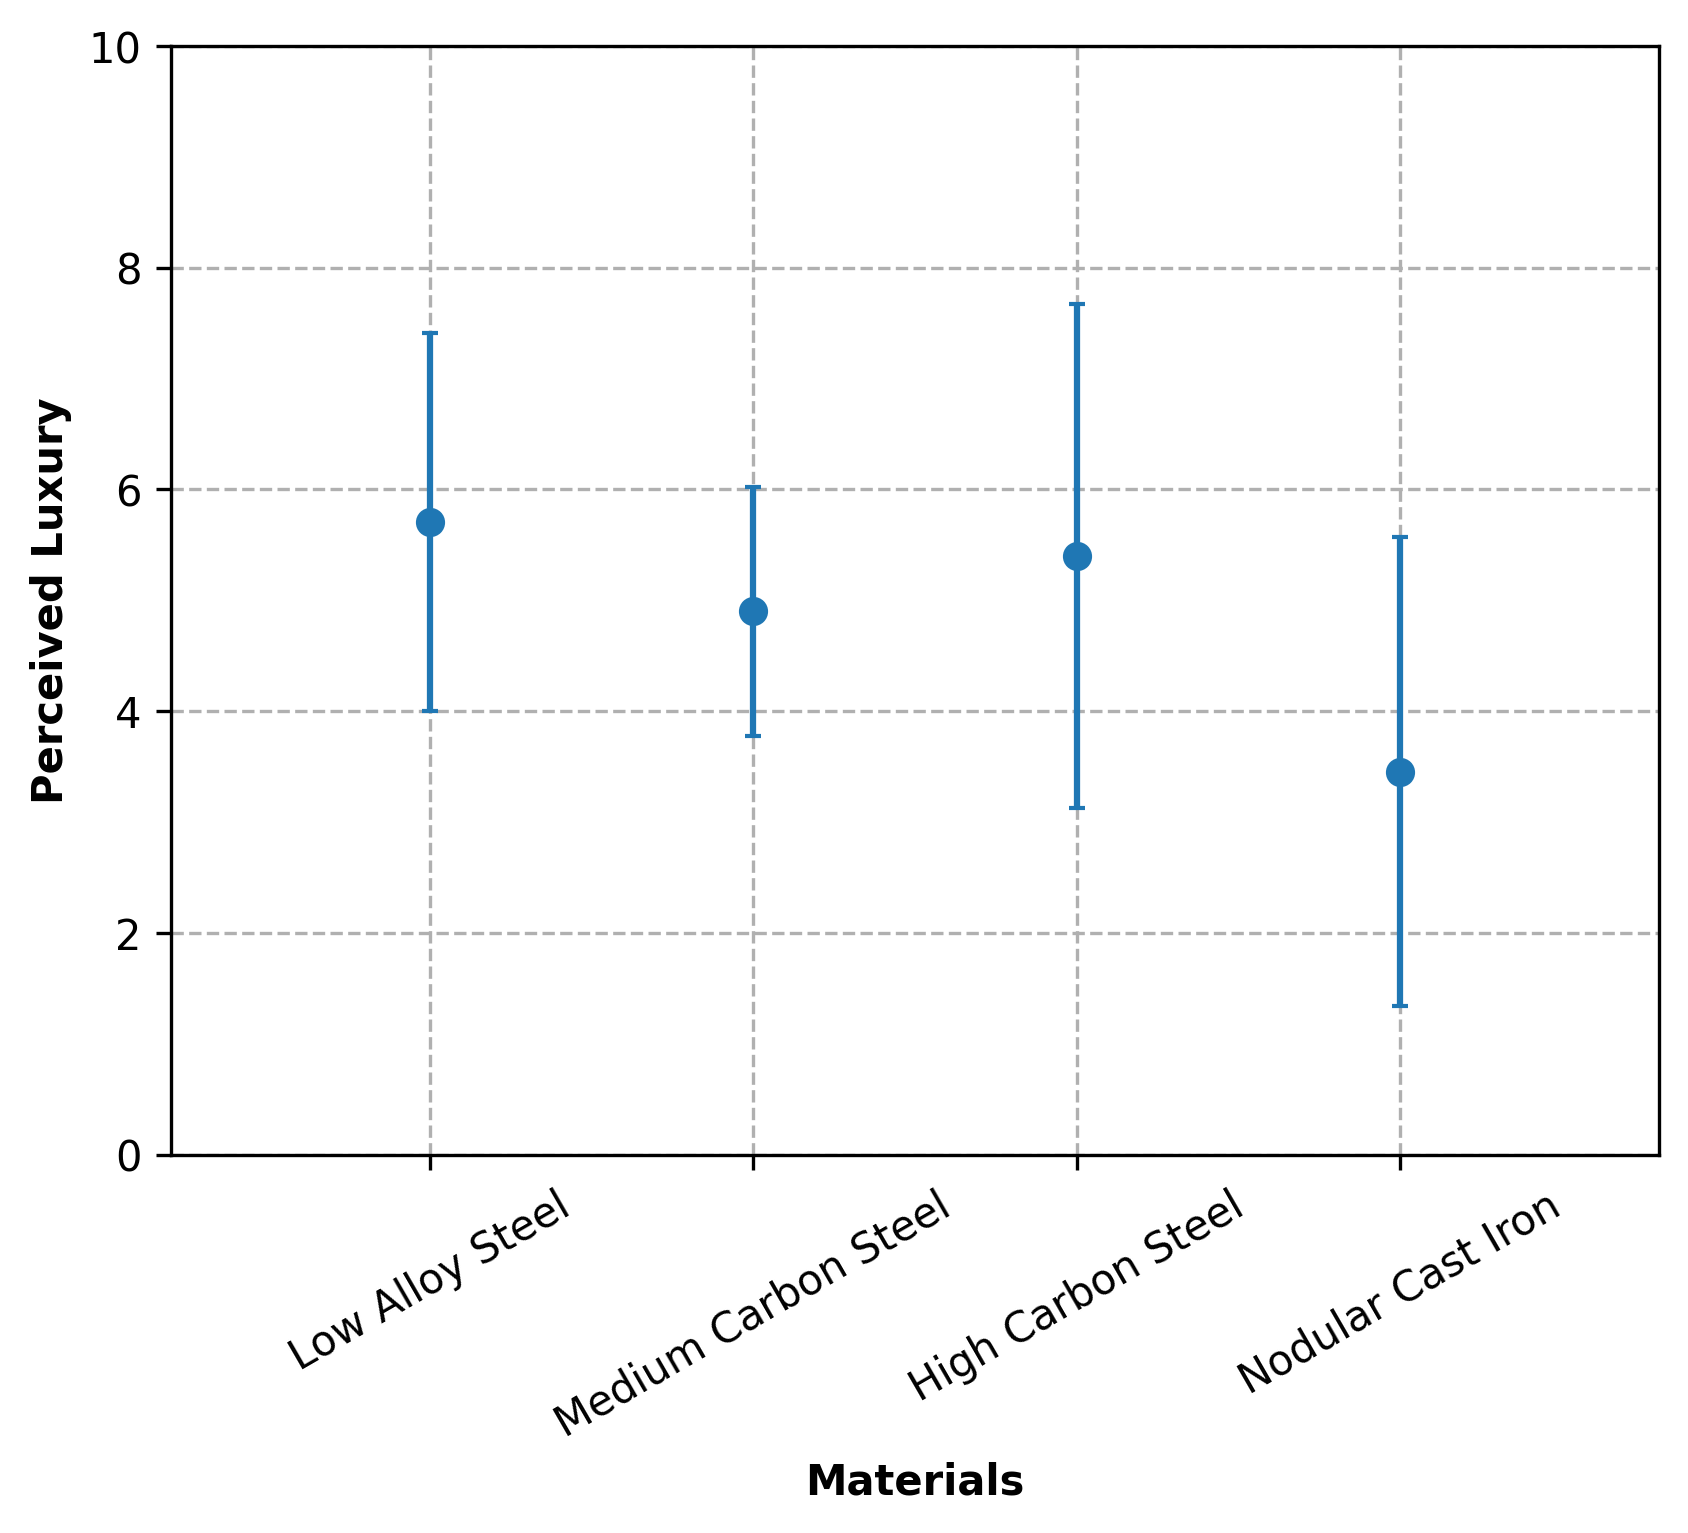 10
8
6
4
2
0
Perceived Luxury
Low Alloy Steel
Medium Carbon Steel
High Carbon Steel
Nodular Cast Iron
Materials